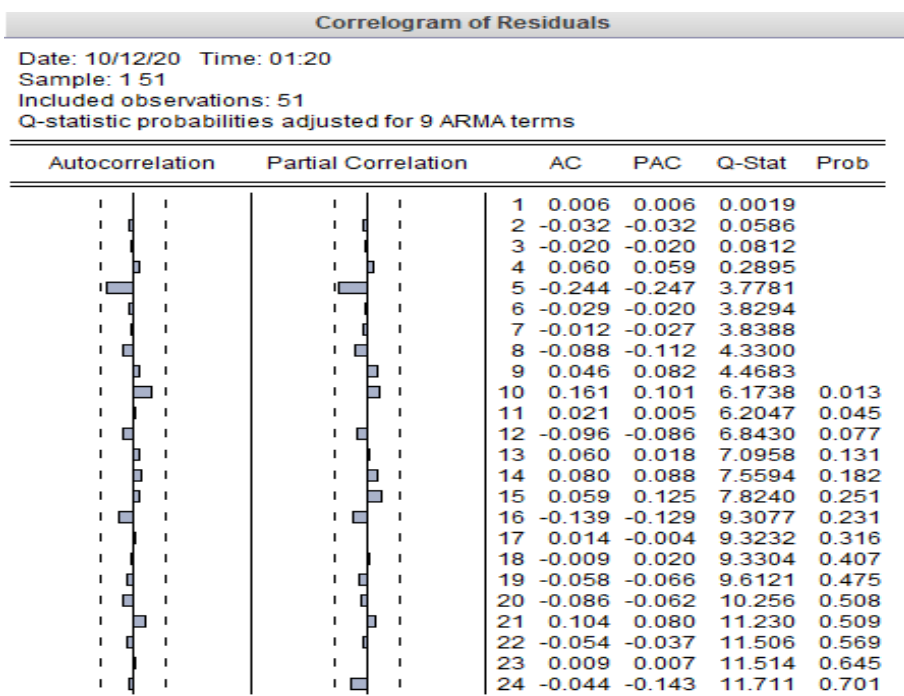 Correlogram of Residuals
Date: 10/12/20 Time: 01:20
Sample: 1 51
Included observations: 51
Q-statistic probabilities adjusted for 9 ARMA terms
Autocorrelation Partial Correlation AC PAC Q-Stat Prob
1 0.006 0.006 0.0019
2 -0.032 -0.032 0.0586
3 -0.020 -0.020 0.0812
4 0.060 0.059 0.2895
5 -0.244 -0.247 3.7781
6 -0.029 -0.020 3.8294
7 -0.012 -0.027 3.8388
8 -0.088 -0.112 4.3300
9 0.046 0.082 4.4683
10 0.161 0.101 6.1738 0.013
11 0.021 0.005 6.2047 0.045
12 -0.096 -0.086 6.8430 0.077
13 0.060 0.018 7.0958 0.131
14 0.080 0.088 7.5594 0.182
15 0.059 0.125 7.8240 0.251
16 -0.139 -0.129 9.3077 0.231
17 0.014 -0.004 9.3232 0.316
18 -0.009 0.020 9.3304 0.407
19 -0.058 -0.066 9.6121 0.475
20 -0.086 -0.062 10.256 0.508
21 0.104 0.080 11.230 0.509
22 -0.054 -0.037 11.506 0.569
23 0.009 0.007 11.514 0.645
24 -0.044 -0.143 11.711 0.701